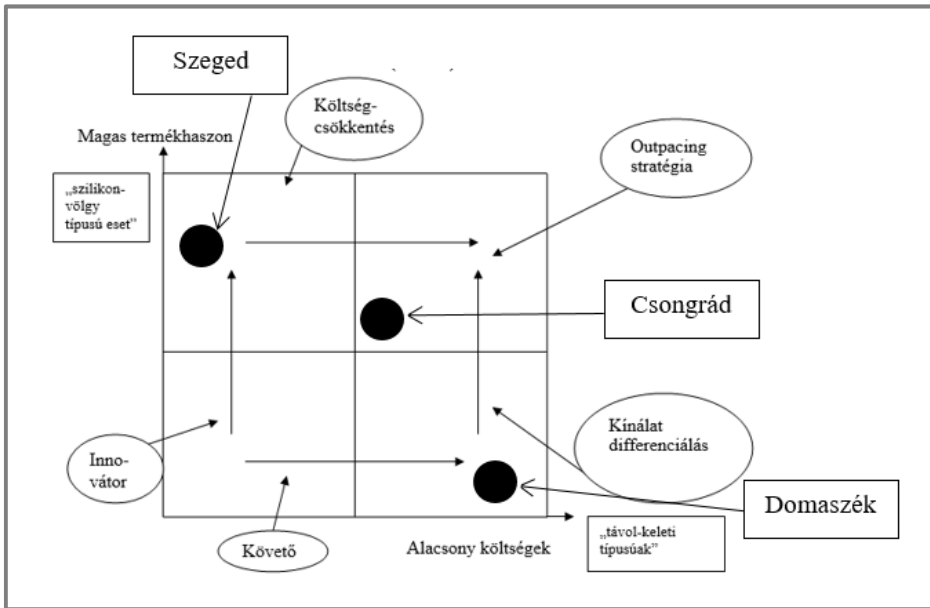 Szeged
Költség-
csökkentés
Magas termékhaszon
Outpacing
stratégia
„szilikon-
völgy
típusú eset”
Csongrád
Kínálat
differenciálás
Inno-
vátor
Domaszék
Követő
Alacsony költségek
„távol-keleti
típusúak”